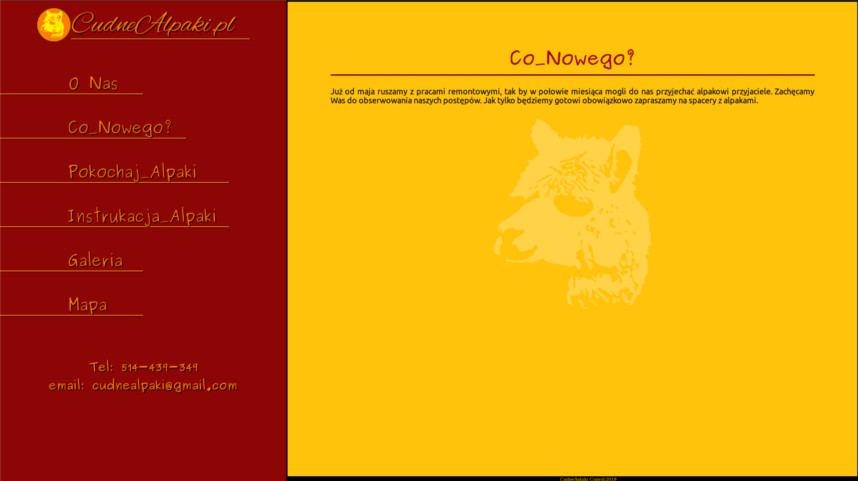 CudneAlpaki.pl
O Nas
Co_Nowego?
Pokochaj_Alpaki
Instrukacja_Alpaki
Galeria
Mapa
Tel: 514-439-349
email: cudnealpaki@gmail.com
Co_Nowego?
Już od maja ruszamy z pracami remontowymi, tak by w połowie miesiąca mogli do nas przyjechać alpakowi przyjaciele. Zachęcamy
Was do obserwowania naszych postępów. Jak tylko będziemy gotowi obowiązkowo zapraszamy na spacery z alpakami.